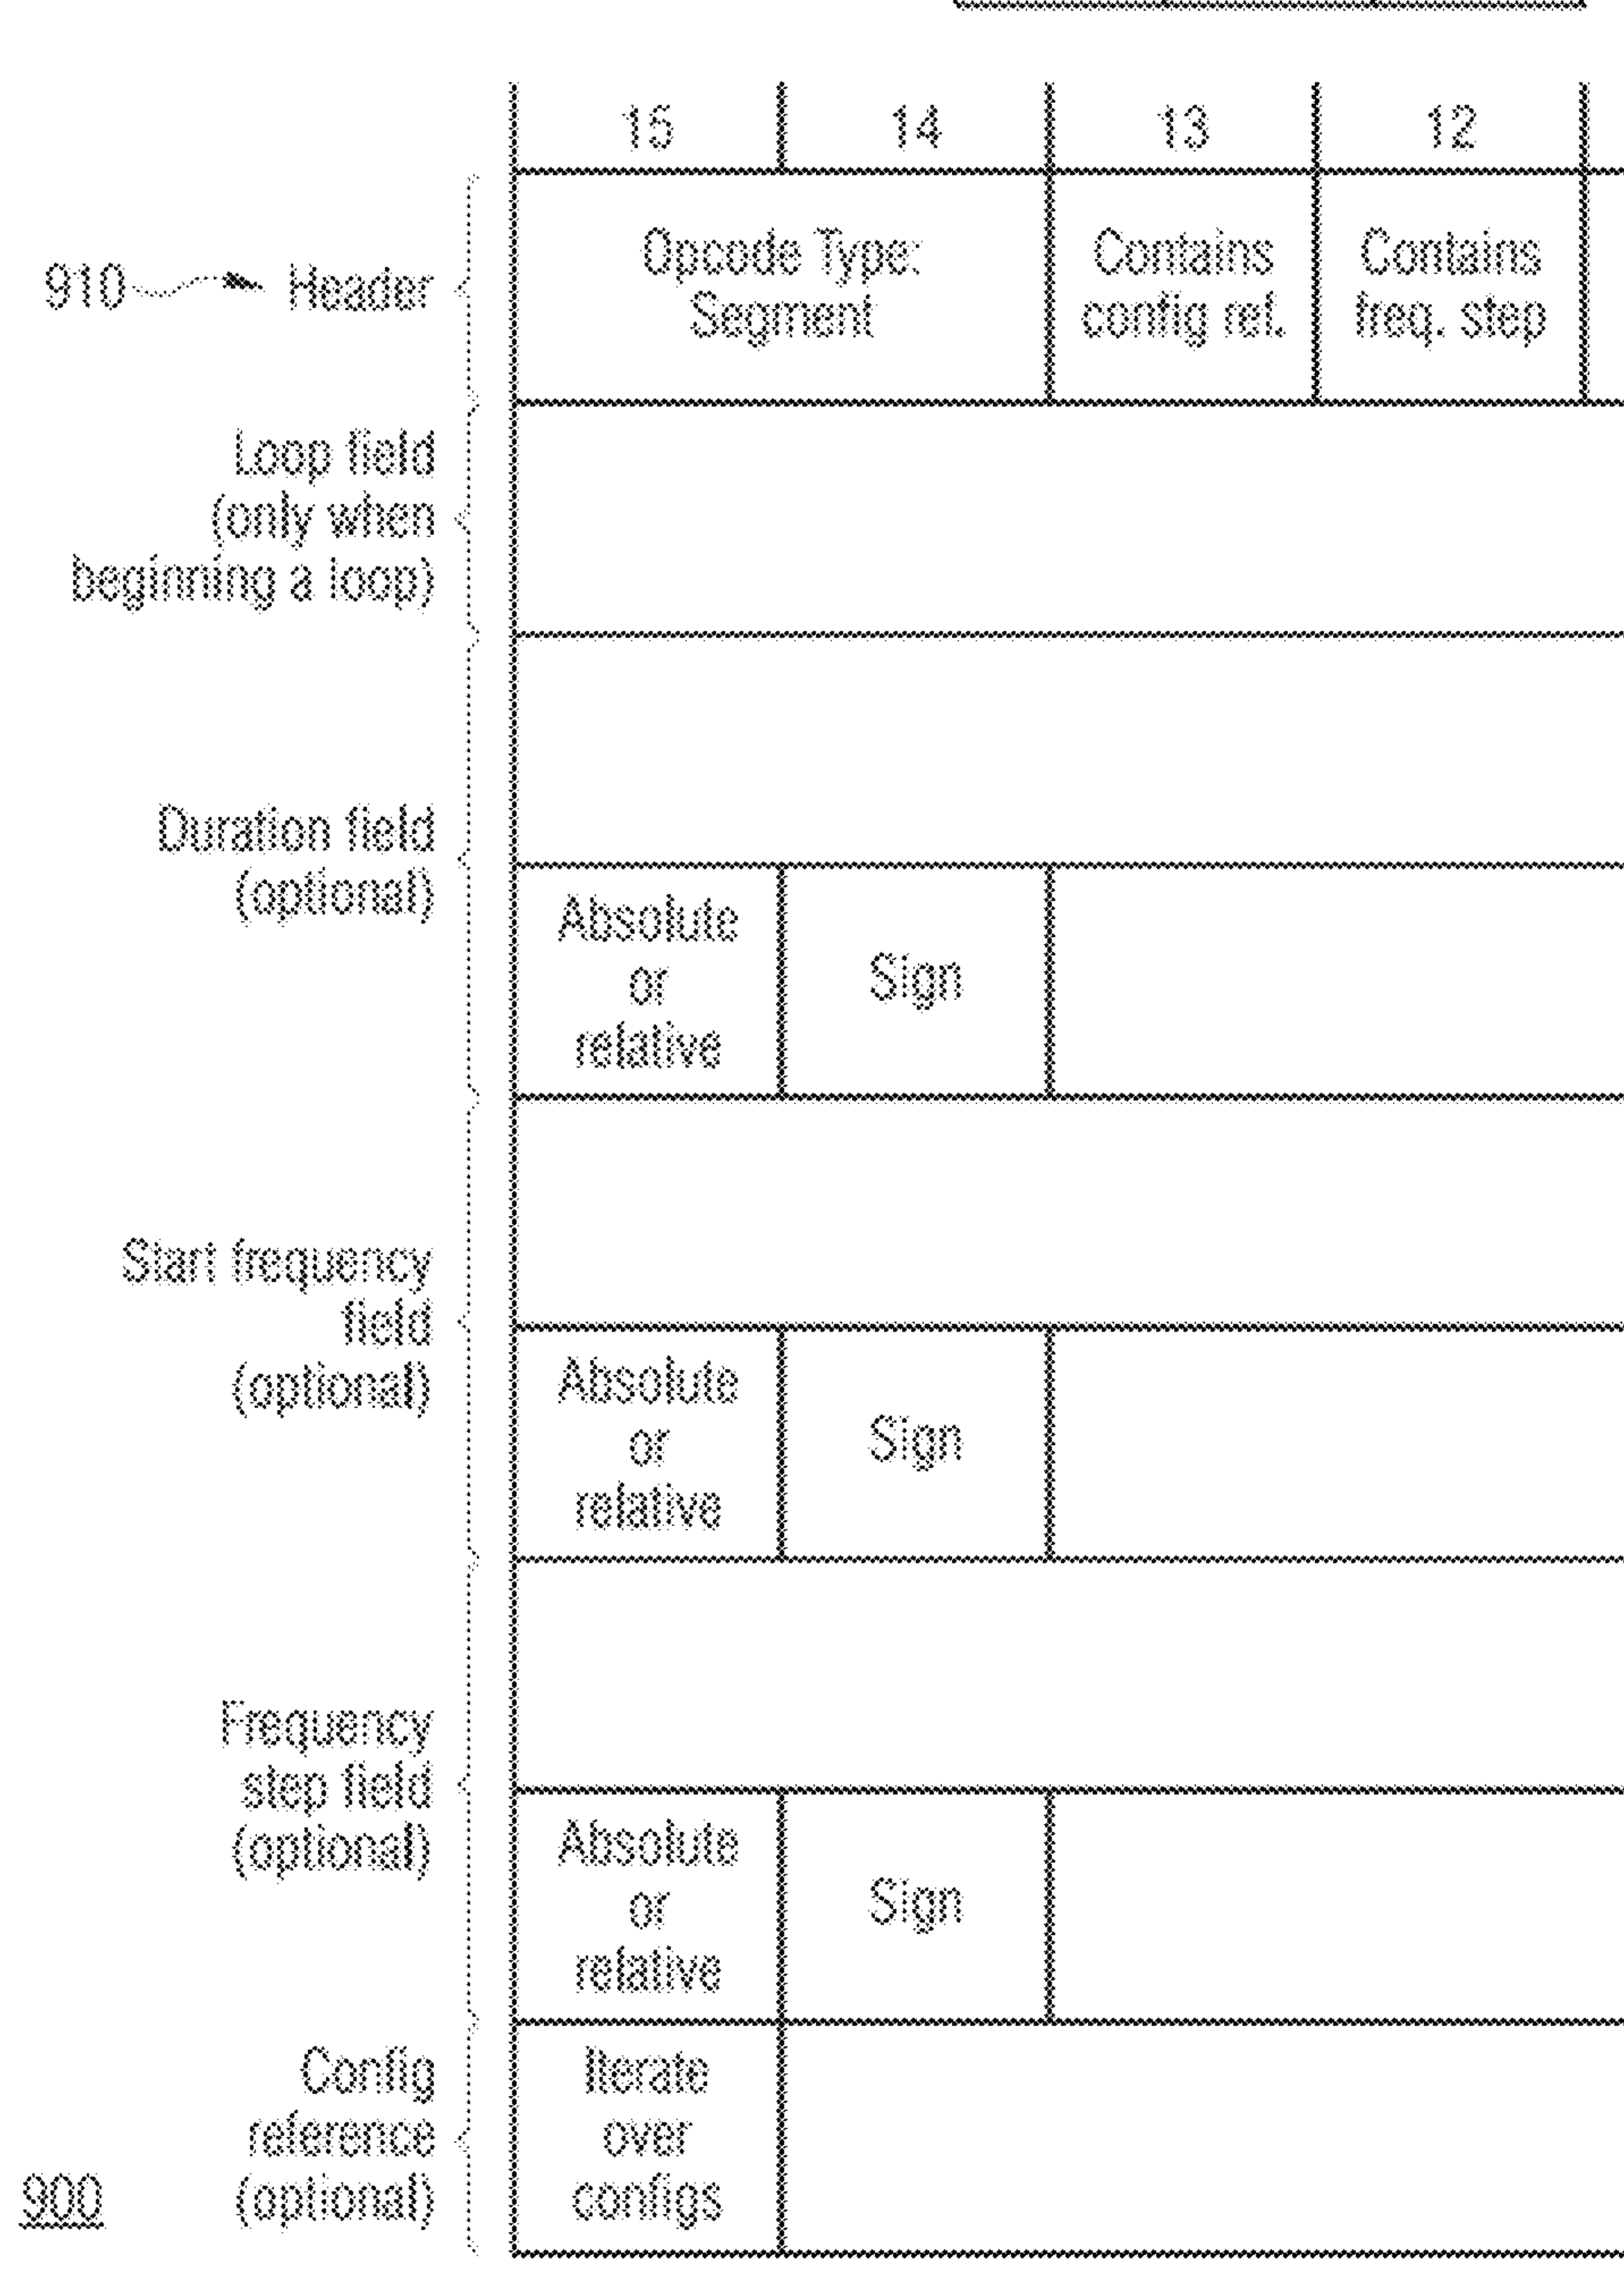 15 14 13 12
910 Header
Opcode Type:
Segment
Contains
config ref.
Contains
freq. step
Loop field
(only when
beginning a loop)
Duration field
(optional)
Absolute
or
relative
Sign
Start frequency
field
(optional)
Absolute
or
relative
Sign
Frequency
step field
(optional)
Absolute
or
relative
Sign
Config
reference
(optional)
Iterate
over
configs
900